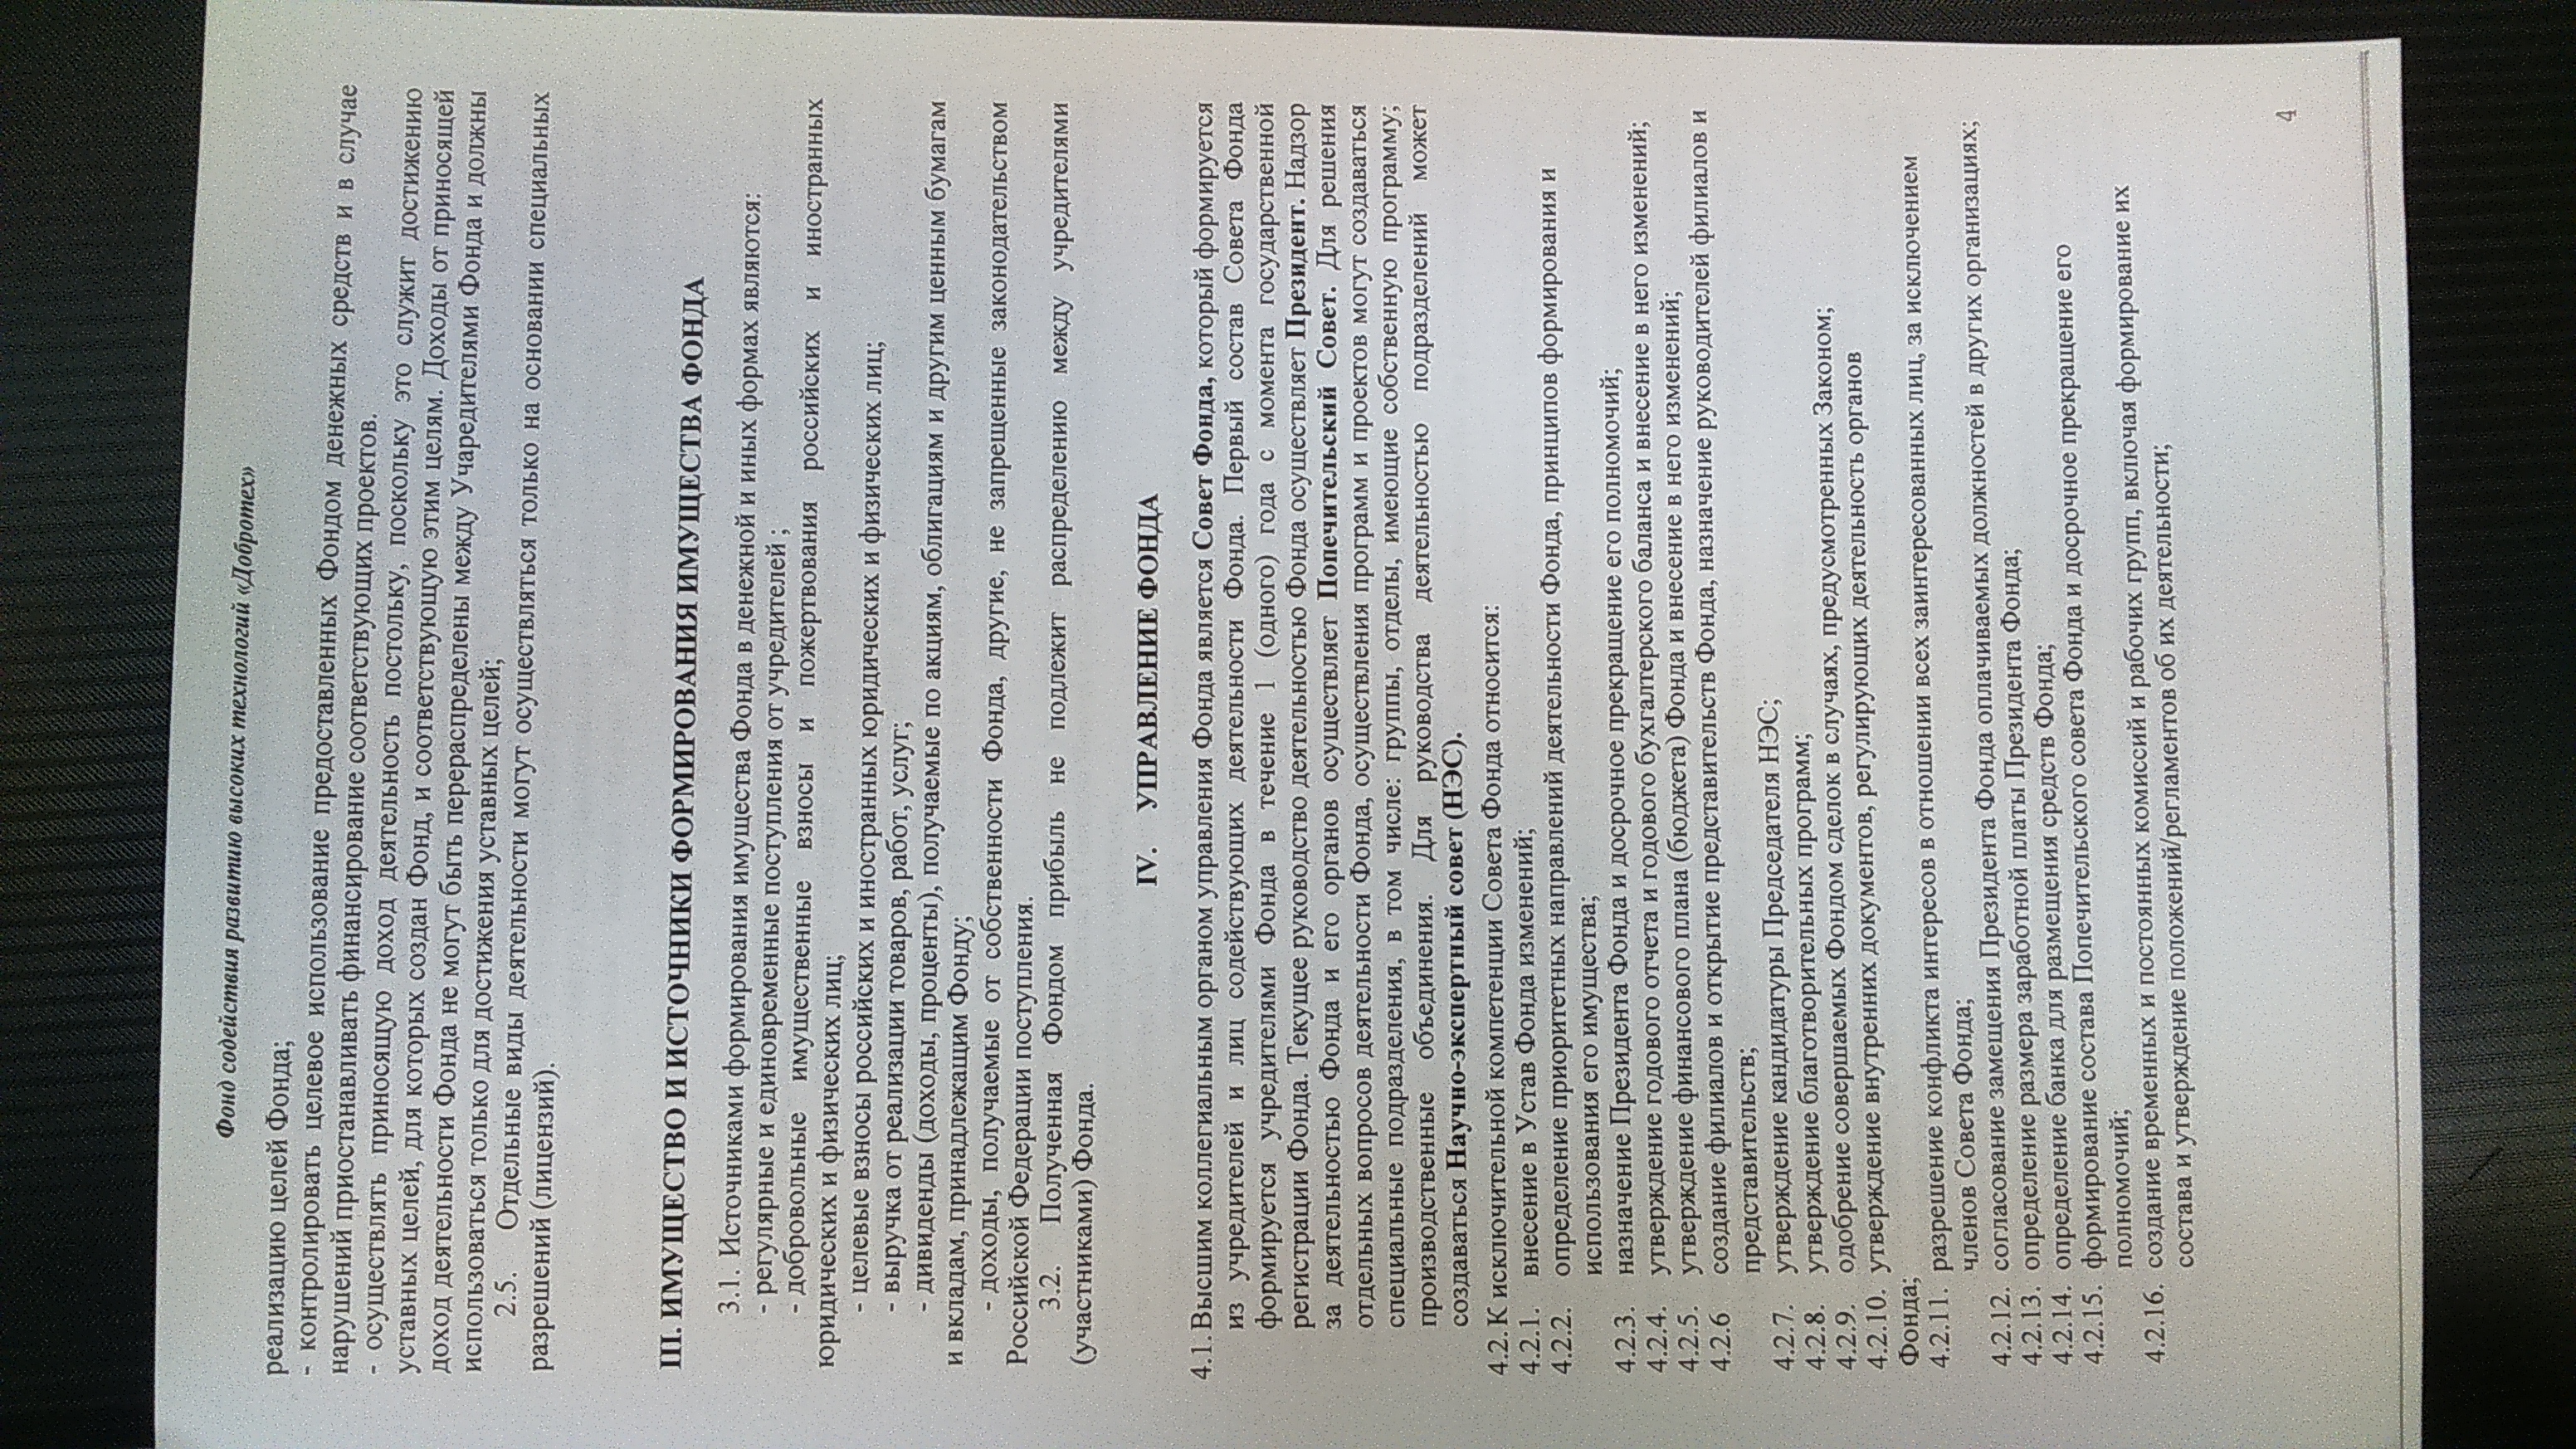 Фонд содействия развитию высоких технологий «Добротех»
реализацию целей Фонда;
- контролировать целевое использование предоставленных Фондом денежных средств и в случае
нарушений приостанавливать финансирование соответствующих проектов.
- осуществлять приносящую доход деятельность постольку, поскольку это служит достижению
уставных целей, для которых создан Фонд, и соответствующую этим целям. Доходы от приносящей
доход деятельности Фонда не могут быть перераспределены между Учаредителями Фонда и должны
использоваться только для достижения уставных целей;
2.5. Отдельные виды деятельности могут осуществляться только на основании специальных
разрешений (лицензий).
III. ИМУЩЕСТВО И ИСТОЧНИКИ ФОРМИРОВАНИЯ ИМУЩЕСТВА ФОНДА
3.1. Источниками формирования имущества Фонда в денежной и иных формах являются:
- регулярные и единовременные поступления от учредителей ;
- добровольные имущественные взносы и пожертвования российских и иностранных
юридических и физических лиц;
- целевые взносы российских и иностранных юридических и физических лиц;
- выручка от реализации товаров, работ, услуг;
- дивиденды (доходы, проценты), получаемые по акциям, облигациям и другим ценным бумагам
и вкладам, принадлежащим Фонду;
- доходы, получаемые от собственности Фонда, другие, не запрещенные законодательством
Российской Федерации поступления.
3.2. Полученная Фондом прибыль не подлежит распределению между учредителями
(участниками) Фонда.
IV. УПРАВЛЕНИЕ ФОНДА
4.1. Высшим коллегиальным органом управления Фонда является Совет Фонда, который формируется
из учредителей и лиц содействующих деятельности Фонда. Первый состав Совета Фонда
формируется учредителями Фонда в течение 1 (одного) года с момента государственной
регистрации Фонда. Текущее руководство деятельностью Фонда осуществляет Президент. Надзор
за деятельностью Фонда и его органов осуществляет Попечительский Совет. Для решения
отдельных вопросов деятельности Фонда, осуществления программ и проектов могут создаваться
специальные подразделения, в том числе: группы, отделы, имеющие собственную программу;
производственные объединения. Для руководства деятельностью подразделений может
создаваться Научно-экспертный совет (НЭС).
4.2. К исключительной компетенции Совета Фонда относится:
4.2.1. внесение в Устав Фонда изменений;
4.2.2. определение приоритетных направлений деятельности Фонда, принципов формирования и
использования его имущества;
4.2.3. назначение Президента Фонда и досрочное прекращение его полномочий;
4.2.4. утверждение годового отчета и годового бухгалтерского баланса и внесение в него изменений;
4.2.5. утверждение финансового плана (бюджета) Фонда и внесение в него изменений;
4.2.6 создание филиалов и открытие представительств Фонда, назначение руководителей филиалов и
представительств;
4.2.7. утверждение кандидатуры Председателя НЭС;
4.2.8. утверждение благотворительных программ;
4.2.9. одобрение совершаемых Фондом сделок в случаях, предусмотренных Законом;
4.2.10. утверждение внутренних документов, регулирующих деятельность органов
Фонда;
4.2.11. разрешение конфликта интересов в отношении всех заинтересованных лиц, за исключением
членов Совета Фонда;
4.2.12. согласование замещения Президента Фонда оплачиваемых должностей в других организациях;
4.2.13. определение размера заработной платы Президента Фонда;
4.2.14. определение банка для размещения средств Фонда;
4.2.15. формирование состава Попечительского совета Фонда и досрочное прекращение его
полномочий;
4.2.16. создание временных и постоянных комиссий и рабочих групп, включая формирование их
состава и утверждение положений/регламентов об их деятельности;
4